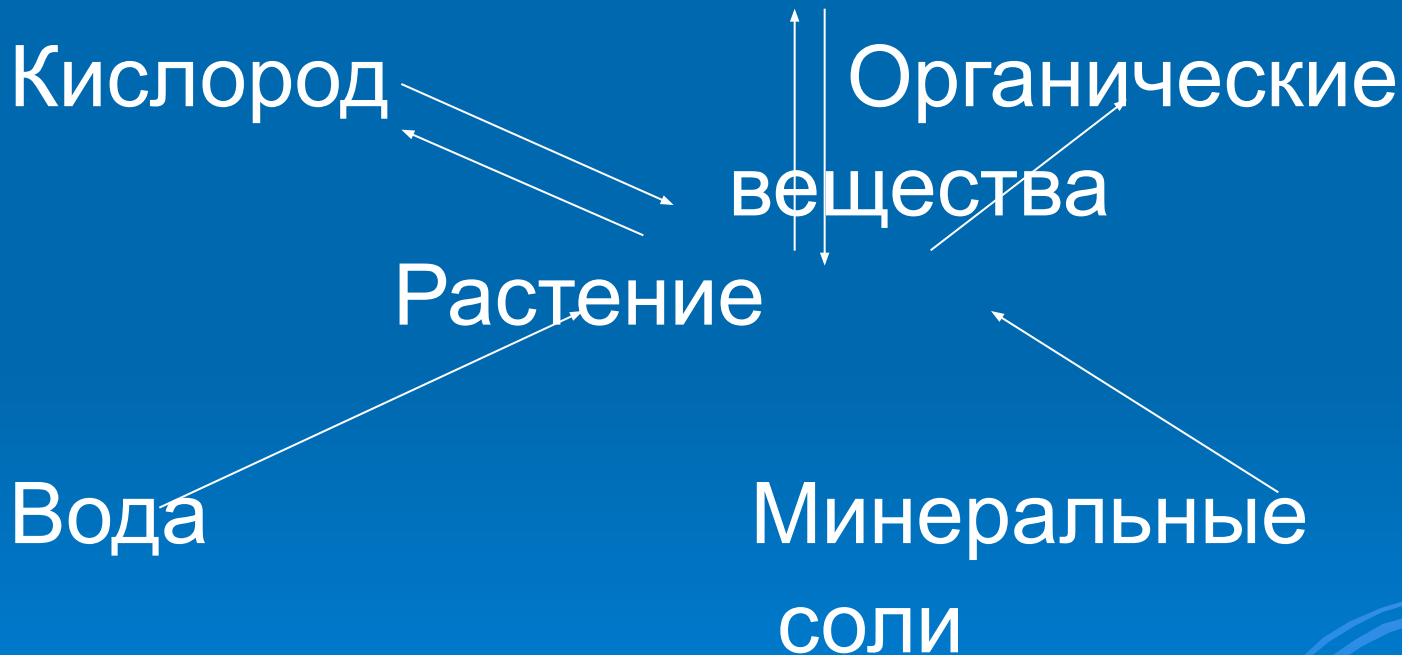 Кислород Органические
вещества
Растение
Вода Минеральные
соли